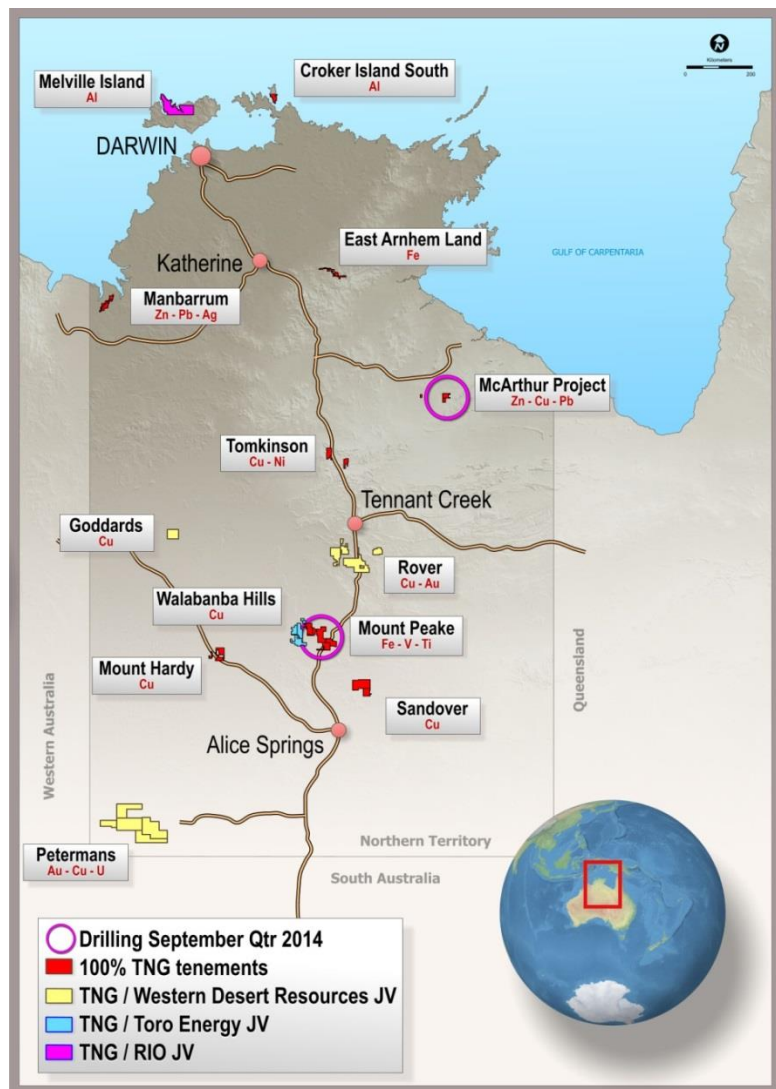 N
Kilometers
0 200
Melville Island
Al
Croker Island South
Al
DARWIN
East Arnhem Land
Fe
GULF OF CARPENTARIA
Katherine
Manbarrum
Zn - Pb - Ag
McArthur Project
Zn - Cu - Pb
Tomkinson
Cu - Ni
Tennant Creek
Goddards
Cu
Rover
Cu - Au
Walabanba Hills
Cu
Mount Peake
Fe - V - Ti
Mount Hardy
Cu
Sandover
Cu
Queensland
Western Australia
Alice Springs
Petermans
Au - Cu - U
Northern Territory
South Australia
Drilling September Qtr 2014
100% TNG tenements
TNG / Western Desert Resources JV
TNG / Toro Energy JV
TNG / RIO JV